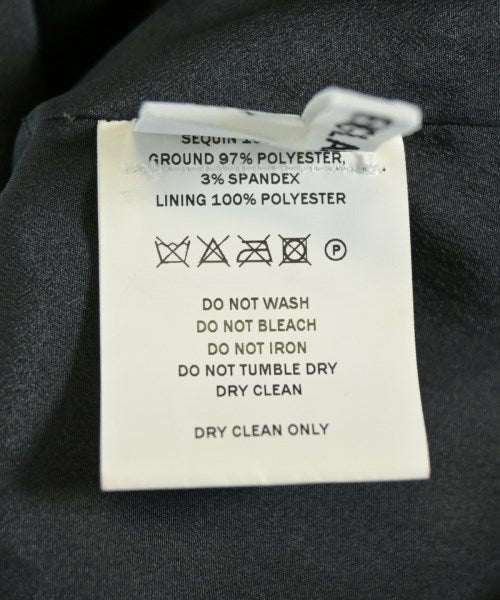 SEQUIN
GROUND 97% POLYESTER,
3% SPANDEX
LINING 100% POLYESTER
P
DO NOT WASH
DO NOT BLEACH
DO NOT IRON
DO NOT TUMBLE DRY
DRY CLEAN
DRY CLEAN ONLY